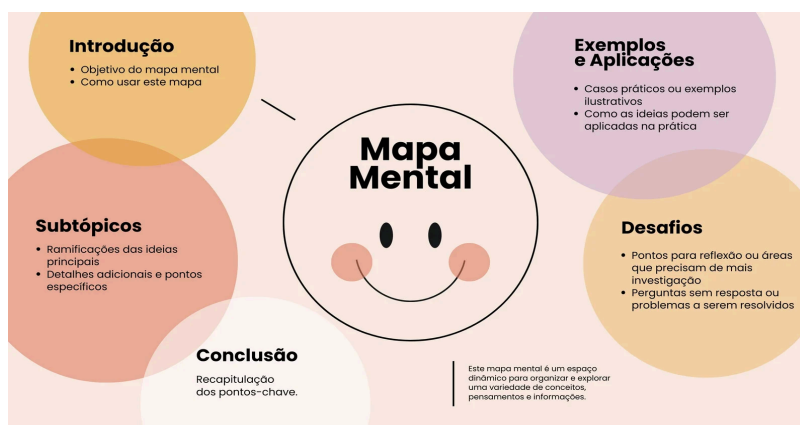 Introdução
• Objetivo do mapa mental
• Como usar este mapa
Subtópicos
• Ramificações das ideias
principais
• Detalhes adicionais e pontos
específicos
Conclusão
Recapitulação
dos pontos-chave.
Mapa
Mental
Exemplos
e Aplicações
• Casos práticos ou exemplos
ilustrativos
• Como as ideias podem ser
aplicadas na prática
Desafios
• Pontos para reflexão ou áreas
que precisam de mais
investigação
• Perguntas sem resposta ou
problemas a serem resolvidos
Este mapa mental é um espaço
dinâmico para organizar e explorar
uma variedade de conceitos,
pensamentos e informações.